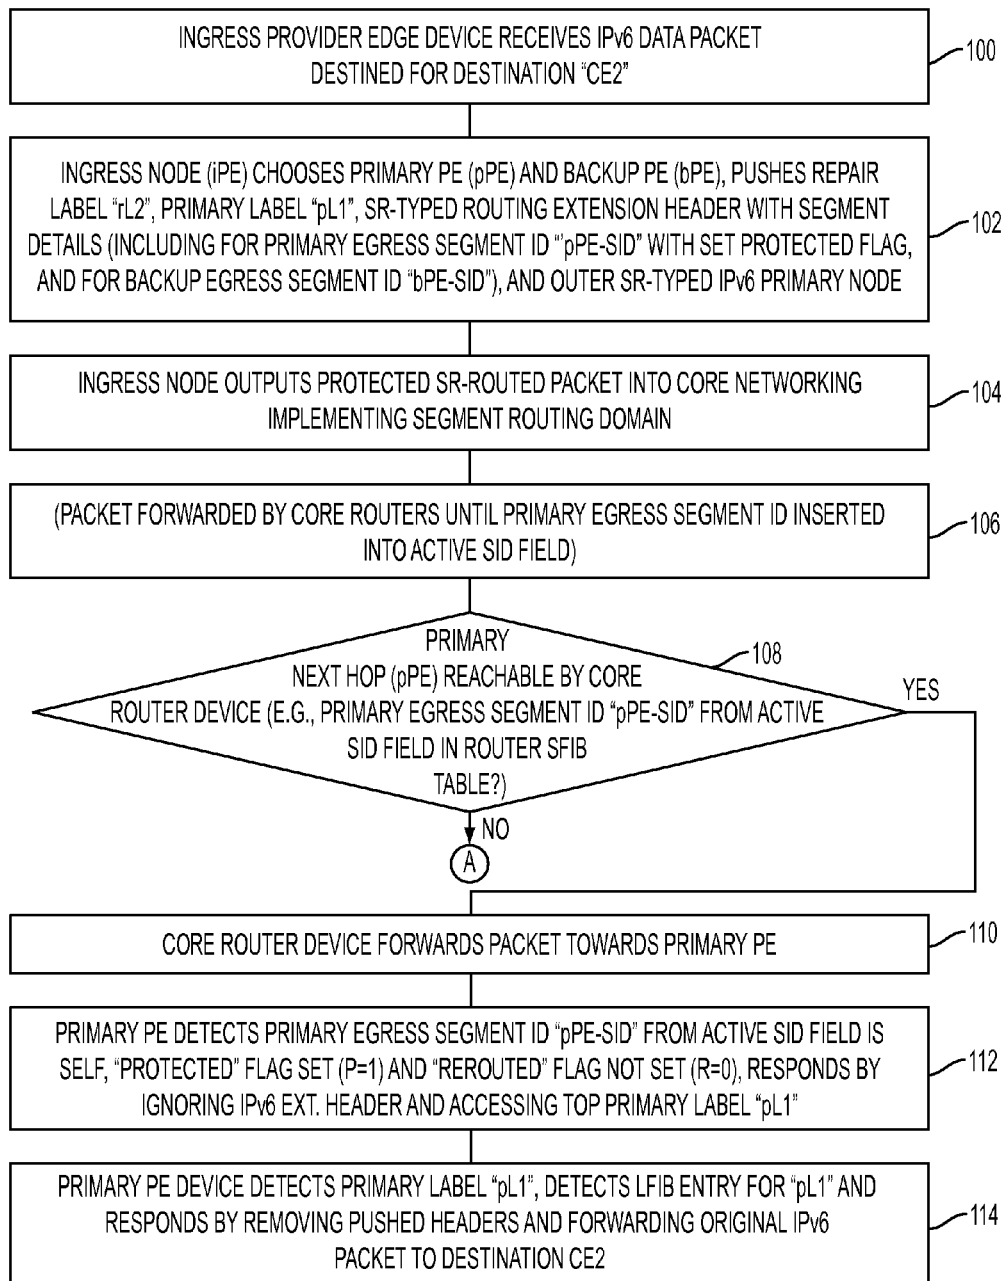 INGRESS PROVIDER EDGE DEVICE RECEIVES IPv6 DATA PACKET
DESTINED FOR DESTINATION “CE2”
100
INGRESS NODE (iPE) CHOOSES PRIMARY PE (pPE) AND BACKUP PE (bPE), PUSHES REPAIR
LABEL “rL2”, PRIMARY LABEL “pL1”, SR-TYPED ROUTING EXTENSION HEADER WITH SEGMENT
DETAILS (INCLUDING FOR PRIMARY EGRESS SEGMENT ID “’pPE-SID” WITH SET PROTECTED FLAG,
AND FOR BACKUP EGRESS SEGMENT ID “bPE-SID”), AND OUTER SR-TYPED IPv6 PRIMARY NODE
102
INGRESS NODE OUTPUTS PROTECTED SR-ROUTED PACKET INTO CORE NETWORKING
IMPLEMENTING SEGMENT ROUTING DOMAIN
104
(PACKET FORWARDED BY CORE ROUTERS UNTIL PRIMARY EGRESS SEGMENT ID INSERTED
INTO ACTIVE SID FIELD)
106
PRIMARY
NEXT HOP (pPE) REACHABLE BY CORE
ROUTER DEVICE (E.G., PRIMARY EGRESS SEGMENT ID “pPE-SID” FROM ACTIVE
SID FIELD IN ROUTER SFIB
TABLE?)
108
YES
NO
A
CORE ROUTER DEVICE FORWARDS PACKET TOWARDS PRIMARY PE
110
PRIMARY PE DETECTS PRIMARY EGRESS SEGMENT ID “pPE-SID” FROM ACTIVE SID FIELD IS
SELF, “PROTECTED” FLAG SET (P=1) AND “REROUTED” FLAG NOT SET (R=0), RESPONDS BY
IGNORING IPv6 EXT. HEADER AND ACCESSING TOP PRIMARY LABEL “pL1”
112
PRIMARY PE DEVICE DETECTS PRIMARY LABEL “pL1”, DETECTS LFIB ENTRY FOR “pL1” AND
RESPONDS BY REMOVING PUSHED HEADERS AND FORWARDING ORIGINAL IPv6
PACKET TO DESTINATION CE2
114